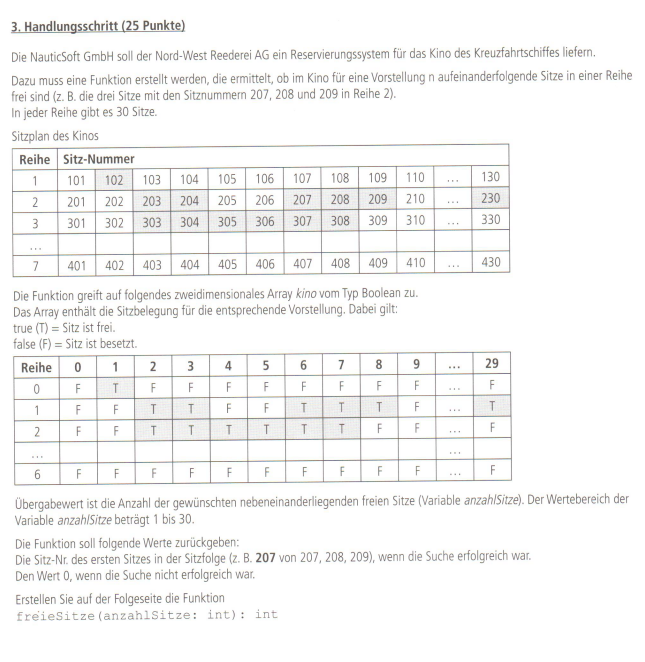 3. Handlungsschritt (25 Punkte)
Die NauticSoft GmbH soll der Nord-West Reederei AG ein Reservierungssystem für das Kino des Kreuzfahrtschiffes liefern.
Dazu muss eine Funktion erstellt werden, die ermittelt, ob im Kino für eine Vorstellung n aufeinanderfolgende Sitze in einer Reihe
frei sind (z. B. die drei Sitze mit den Sitznummern 207, 208 und 209 in Reihe 2).
In jeder Reihe gibt es 30 Sitze.
Sitzplan des Kinos
Reihe Sitz-Nummer
1 101 102 103 104 105 106 107 108 109 110 ... 130
2 201 202 203 204 205 206 207 208 209 210 ... 230
3 301 302 303 304 305 306 307 308 309 310 ... 330
...
7 401 402 403 404 405 406 407 408 409 410 ... 430
Die Funktion greift auf folgendes zweidimensionales Array kino vom Typ Boolean zu.
Das Array enthält die Sitzbelegung für die entsprechende Vorstellung. Dabei gilt:
true (T) = Sitz ist frei.
false (F) = Sitz ist besetzt.
Reihe 0 1 2 3 4 5 6 7 8 9 ... 29
0 F T F F F F F F F F ... F
1 F F T T F F T T T F ... T
2 F F T T T T T T F F ... F
... ...
6 F F F F F F F F F F ... F
Übergabewert ist die Anzahl der gewünschten nebeneinanderliegenden freien Sitze (Variable anzahlSitze). Der Wertebereich der
Variable anzahlSitze beträgt 1 bis 30.
Die Funktion soll folgende Werte zurückgeben:
Die Sitz-Nr. des ersten Sitzes in der Sitzfolge (z. B. 207 von 207, 208, 209), wenn die Suche erfolgreich war.
Den Wert 0, wenn die Suche nicht erfolgreich war.
Erstellen Sie auf der Folgeseite die Funktion
freieSitze(anzahlSitze: int): int